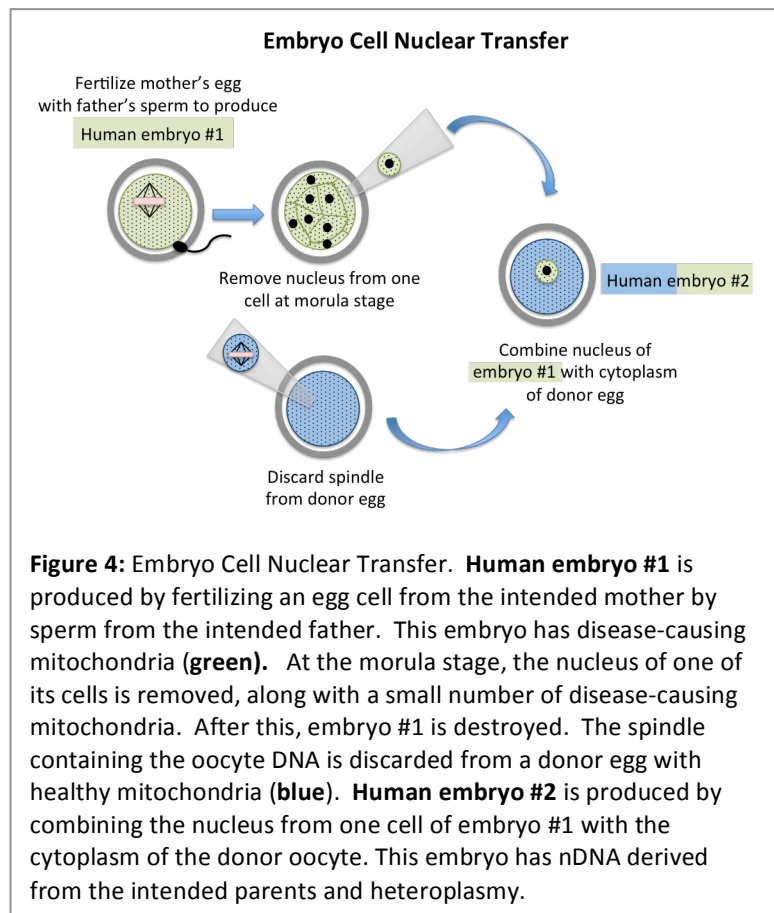 Embryo Cell Nuclear Transfer
Fertilize mother's egg
with father's sperm to produce
Human embryo #1
Remove nucleus from one
cell at morula stage
Human embryo #2
Combine nucleus of
embryo #1 with cytoplasm
of donor egg
Discard spindle
from donor egg
Figure 4: Embryo Cell Nuclear Transfer. Human embryo #1 is
produced by fertilizing an egg cell from the intended mother by
sperm from the intended father. This embryo has disease-causing
mitochondria (green). At the morula stage, the nucleus of one of
its cells is removed, along with a small number of disease-causing
mitochondria. After this, embryo #1 is destroyed. The spindle
containing the oocyte DNA is discarded from a donor egg with
healthy mitochondria (blue). Human embryo #2 is produced by
combining the nucleus from one cell of embryo #1 with the
cytoplasm of the donor oocyte. This embryo has nDNA derived
from the intended parents and heteroplasmy.